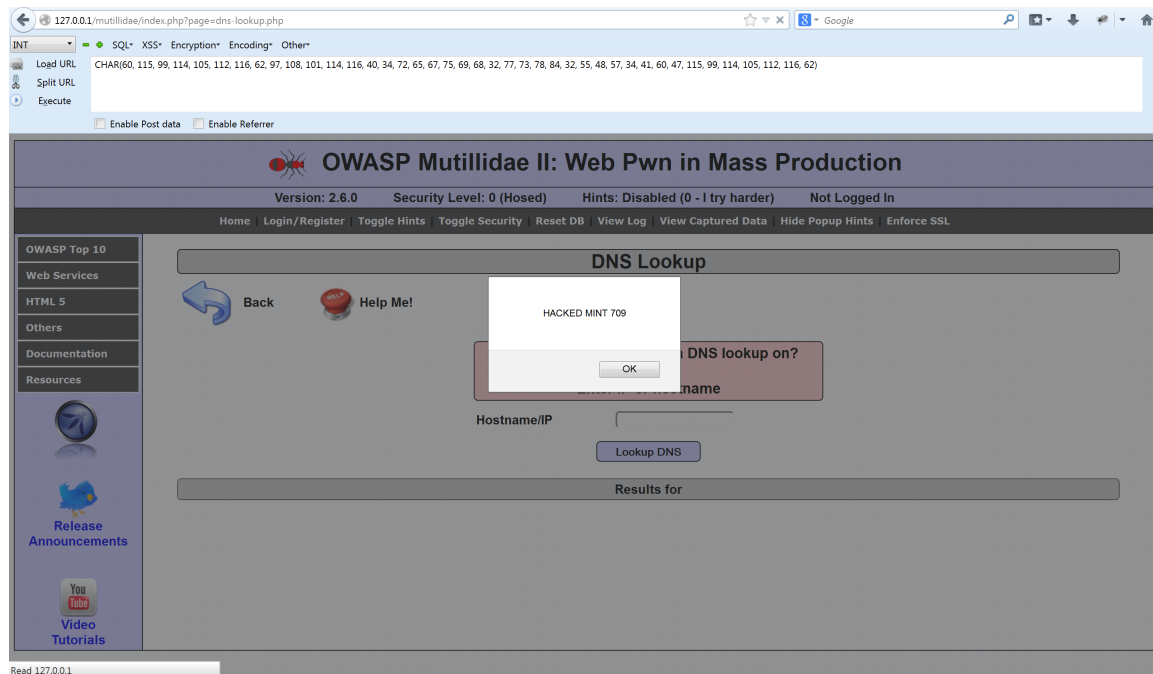 127.0.0.1/mutillidae/index.php?page=dns-lookup.php
Google
INT SQL XSS Encryption Encoding Other
Load URL
CHAR(60, 115, 99, 114, 105, 112, 116, 62, 97, 108, 101, 114, 116, 40, 34, 72, 65, 67, 75, 69, 68, 32, 77, 73, 78, 84, 32, 55, 48, 57, 34, 41, 60, 47, 115, 99, 114, 105, 112, 116, 62)
Split URL
Execute
Enable Post data Enable Referrer
OWASP Mutillidae II: Web Pwn in Mass Production
Version: 2.6.0 Security Level: 0 (Hosed) Hints: Disabled (0 - I try harder) Not Logged In
Home | Login/Register | Toggle Hints | Toggle Security | Reset DB | View Log | View Captured Data | Hide Popup Hints | Enforce SSL
OWASP Top 10
Web Services
HTML 5
Others
Documentation
Resources
Release
Announcements
You
Tube
Video
Tutorials
DNS Lookup
Back
HELP
Help Me!
HACKED MINT 709
OK
DNS lookup on?
Hostname/IP
Lookup DNS
Results for
Read 127.0.0.1